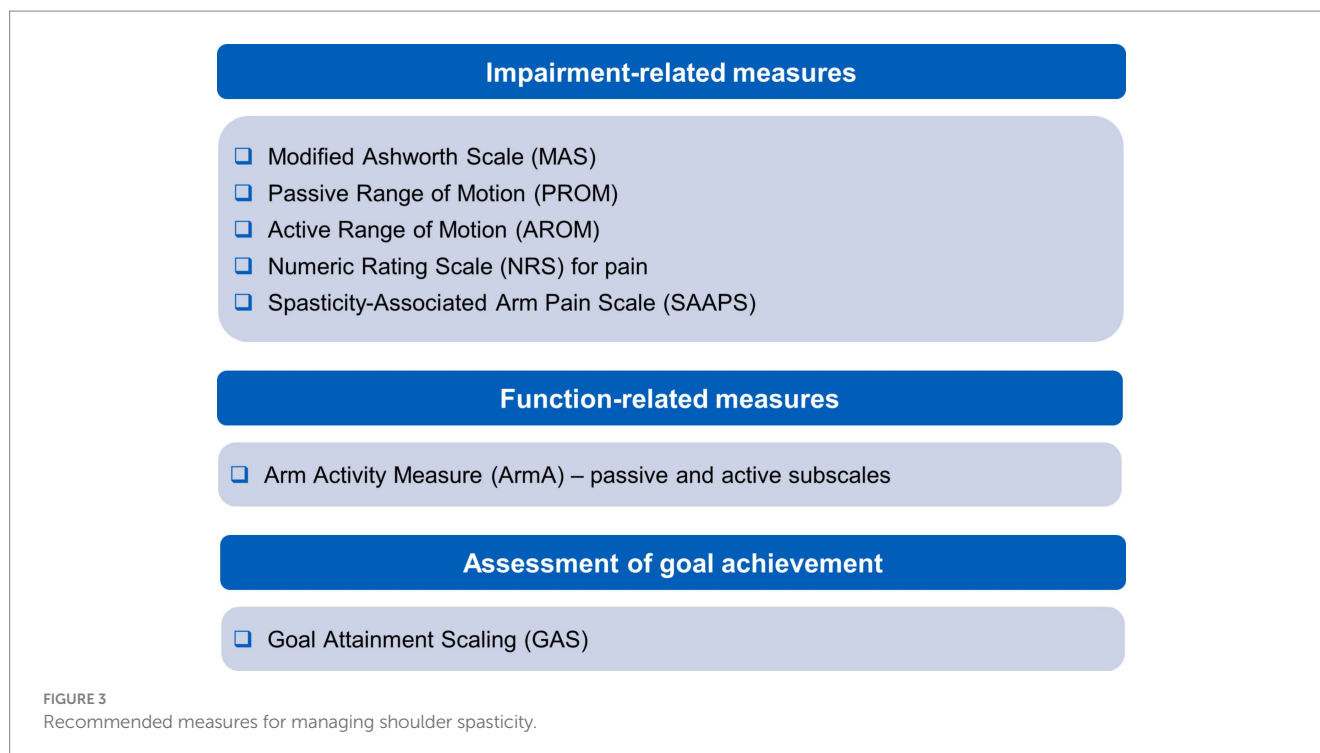 Impairment-related measures
Modified Ashworth Scale (MAS)
Passive Range of Motion (PROM)
Active Range of Motion (AROM)
Numeric Rating Scale (NRS) for pain
Spasticity-Associated Arm Pain Scale (SAAPS)
Function-related measures
Arm Activity Measure (ArmA) – passive and active subscales
Assessment of goal achievement
Goal Attainment Scaling (GAS)
FIGURE 3
Recommended measures for managing shoulder spasticity.